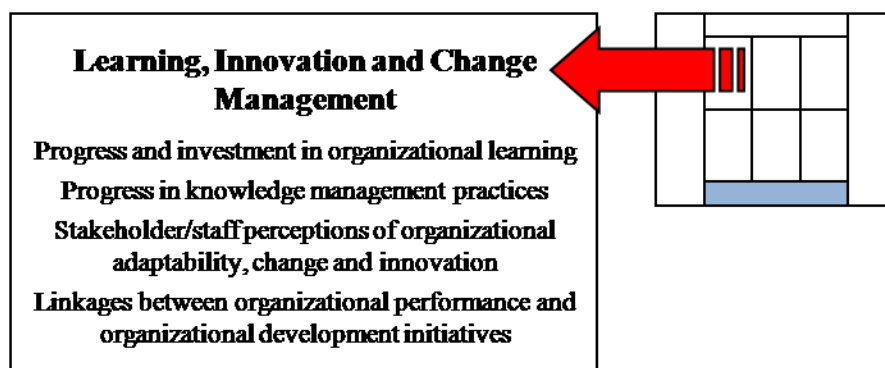 Learning, Innovation and Change
Management
Progress and investment in organizational learning
Progress in knowledge management practices
Stakeholder/staff perceptions of organizational
adaptability, change and innovation
Linkages between organizational performance and
organizational development initiatives